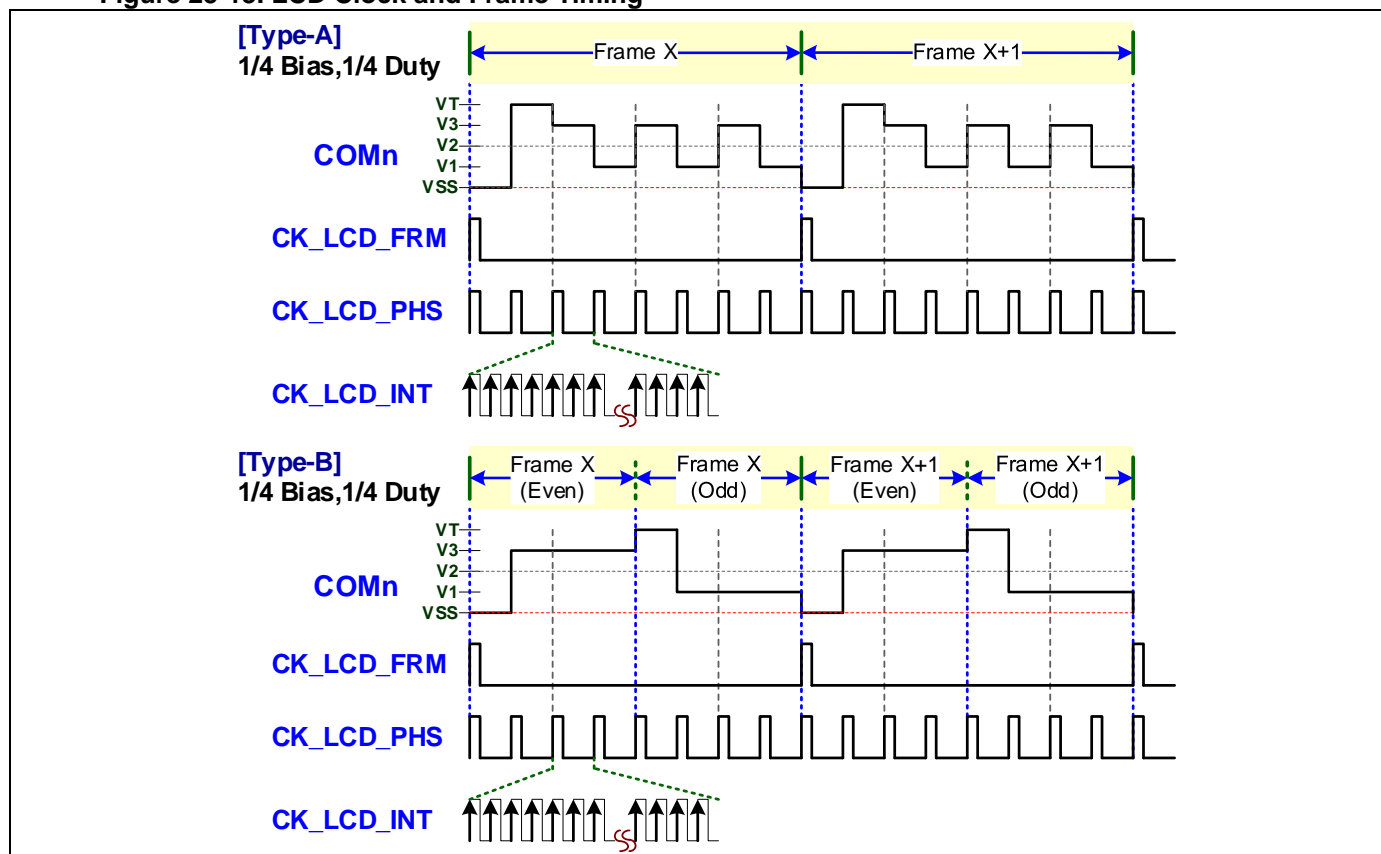 [Type-A]
1/4 Bias,1/4 Duty
Frame X
Frame X+1
VT
V3
V2
V1
VSS
COMn
CK_LCD_FRM
CK_LCD_PHS
CK_LCD_INT
[Type-B]
1/4 Bias,1/4 Duty
Frame X
(Even)
Frame X
(Odd)
Frame X+1
(Even)
Frame X+1
(Odd)
VT
V3
V2
V1
VSS
COMn
CK_LCD_FRM
CK_LCD_PHS
CK_LCD_INT